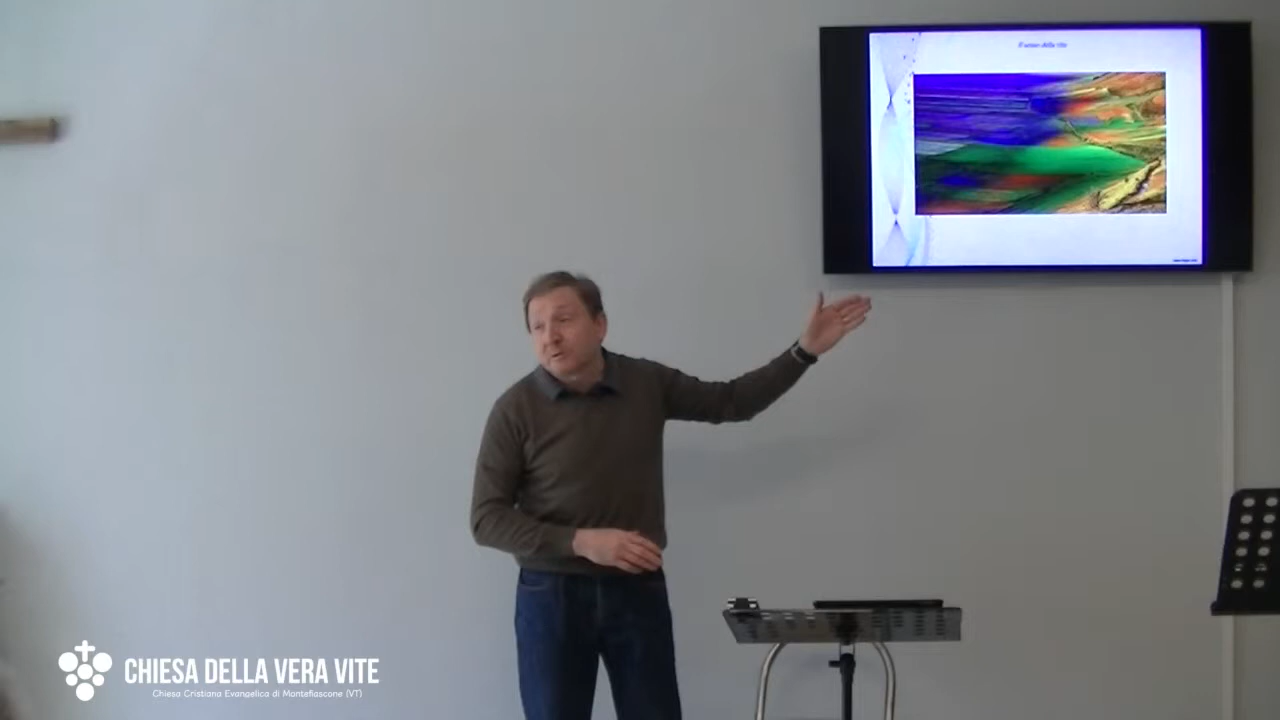 CHIESA DELLA VERA VITE
Chiesa Cristiana Evangelica di Montefiascone (VT)